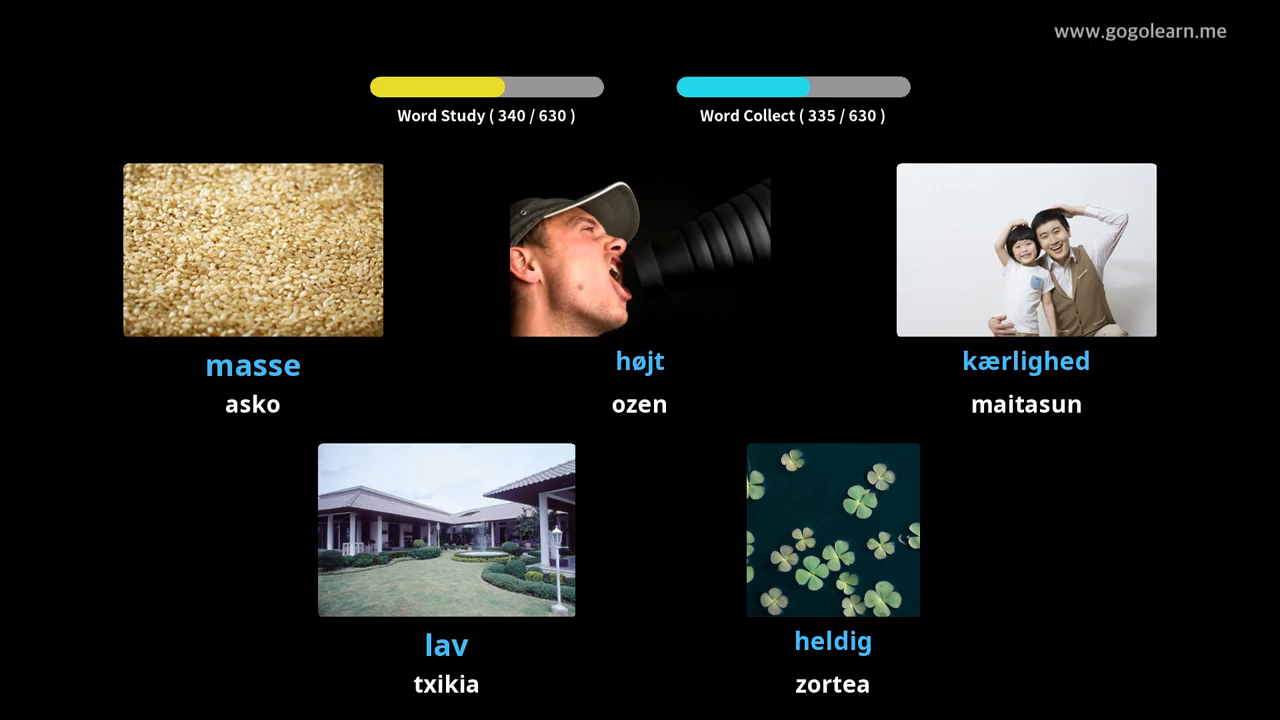 www.gogolearn.me
Word Study ( 340 / 630 )
Word Collect ( 335 / 630 )
masse
asko
højt
ozen
kærlighed
maitasun
lav
txikia
heldig
zortea